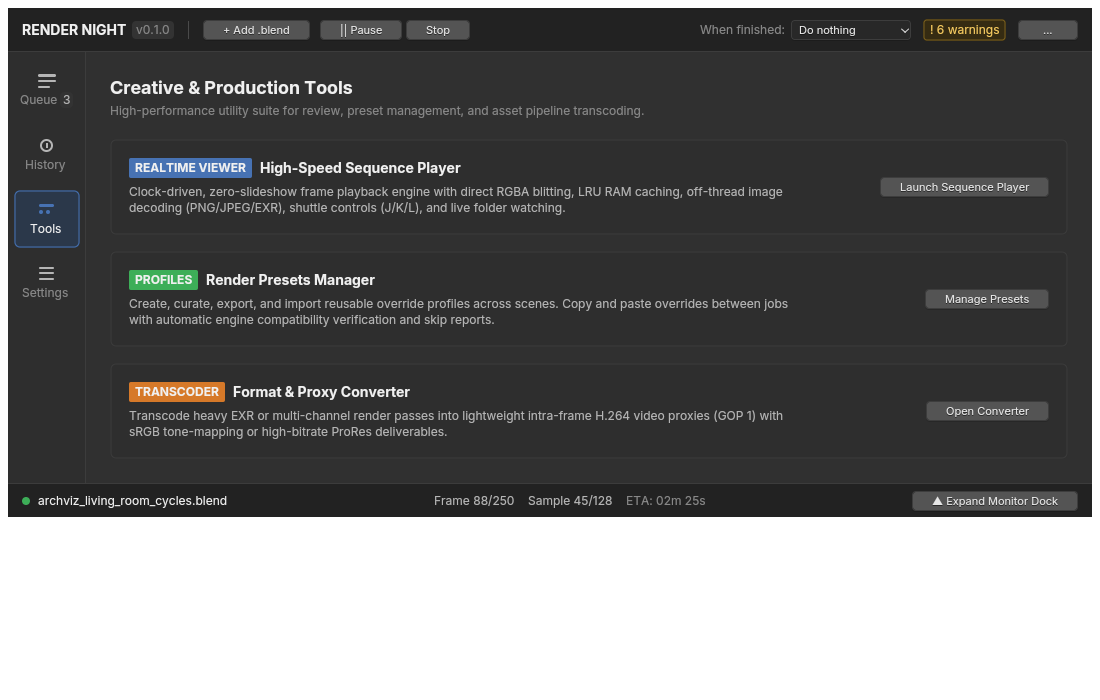 RENDER NIGHT v0.1.0 + Add .blend || Pause Stop When finished: Do nothing ! 6 warnings ...
Queue 3
History
Tools
Settings
Creative & Production Tools
High-performance utility suite for review, preset management, and asset pipeline transcoding.
REALTIME VIEWER High-Speed Sequence Player
Clock-driven, zero-slideshow frame playback engine with direct RGBA blitting, LRU RAM caching, off-thread image
decoding (PNG/JPEG/EXR), shuttle controls (J/K/L), and live folder watching.
Launch Sequence Player
PROFILES Render Presets Manager
Create, curate, export, and import reusable override profiles across scenes. Copy and paste overrides between jobs
with automatic engine compatibility verification and skip reports.
Manage Presets
TRANSCODER Format & Proxy Converter
Transcode heavy EXR or multi-channel render passes into lightweight intra-frame H.264 video proxies (GOP 1) with
sRGB tone-mapping or high-bitrate ProRes deliverables.
Open Converter
archviz_living_room_cycles.blend Frame 88/250 Sample 45/128 ETA: 02m 25s ▲ Expand Monitor Dock